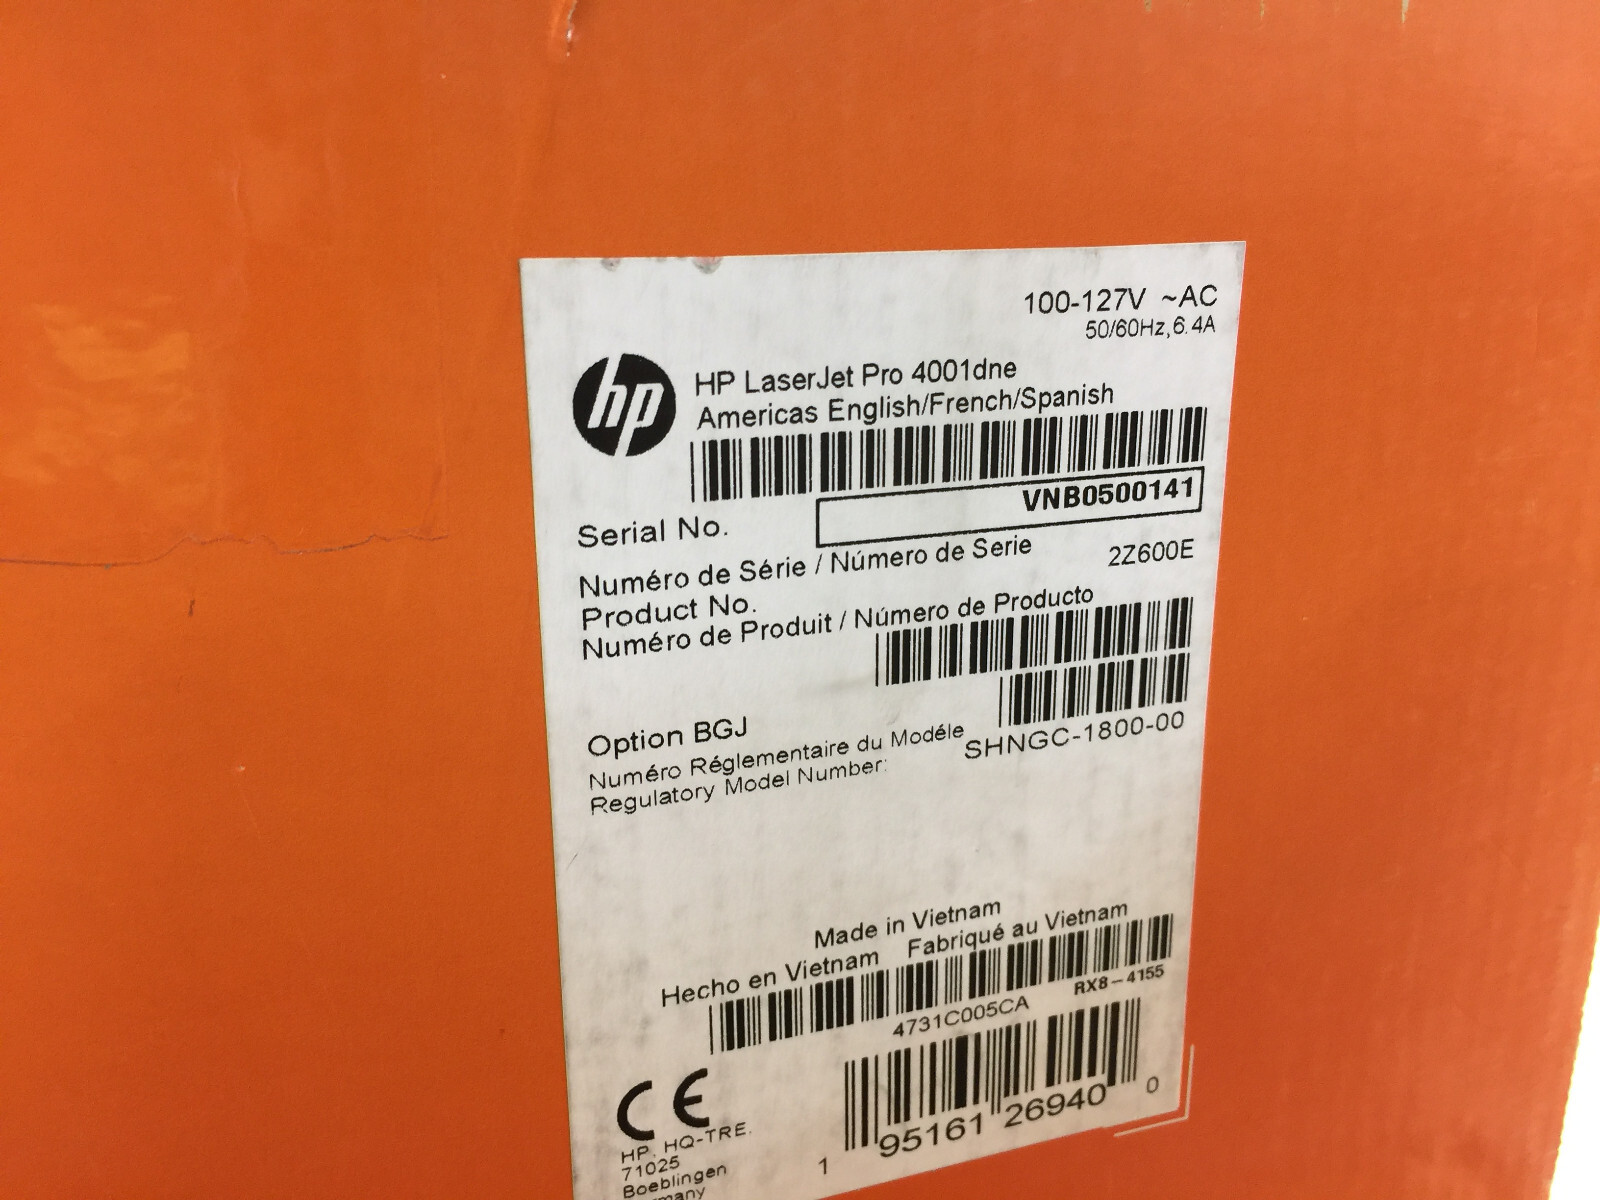 100-127V ~AC
50/60Hz,6.4A
hp
HP LaserJet Pro 4001dne
Americas English/French/Spanish
VNB0500141
Serial No.
Numéro de Série / Número de Serie
2Z600E
Product No.
Numéro de Produit / Número de Producto
Option BGJ
Numéro Réglementaire du Modéle
SHNGC-1800-00
Regulatory Model Number:
Made in Vietnam
Hecho en Vietnam Fabriqué au Vietnam
RX8-4155
4731C005CA
CE
HP, HQ-TRE.
71025
Boeblingen
1 95161 26940 0